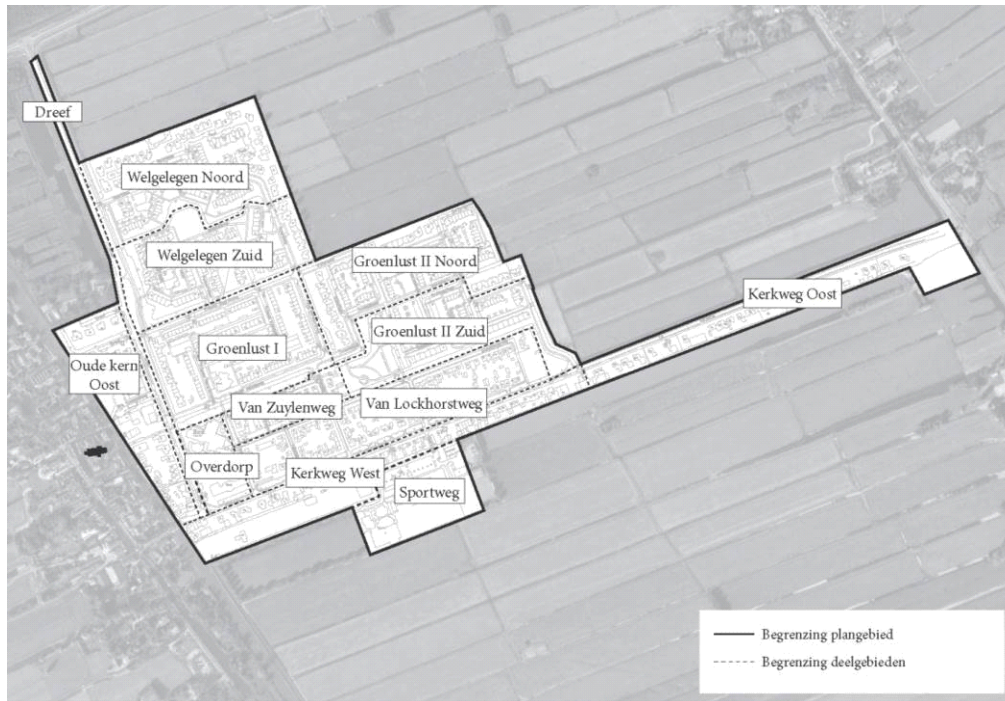 Dreef
Welgelegen Noord
Welgelegen Zuid
Groenlust II Noord
Kerkweg Oost
Groenlust II Zuid
Groenlust I
Oude kern
Oost
Van Zuylenweg
Van Lockhorstweg
Overdorp
Kerkweg West
Sportweg
Begrenzing plangebied
Begrenzing deelgebieden